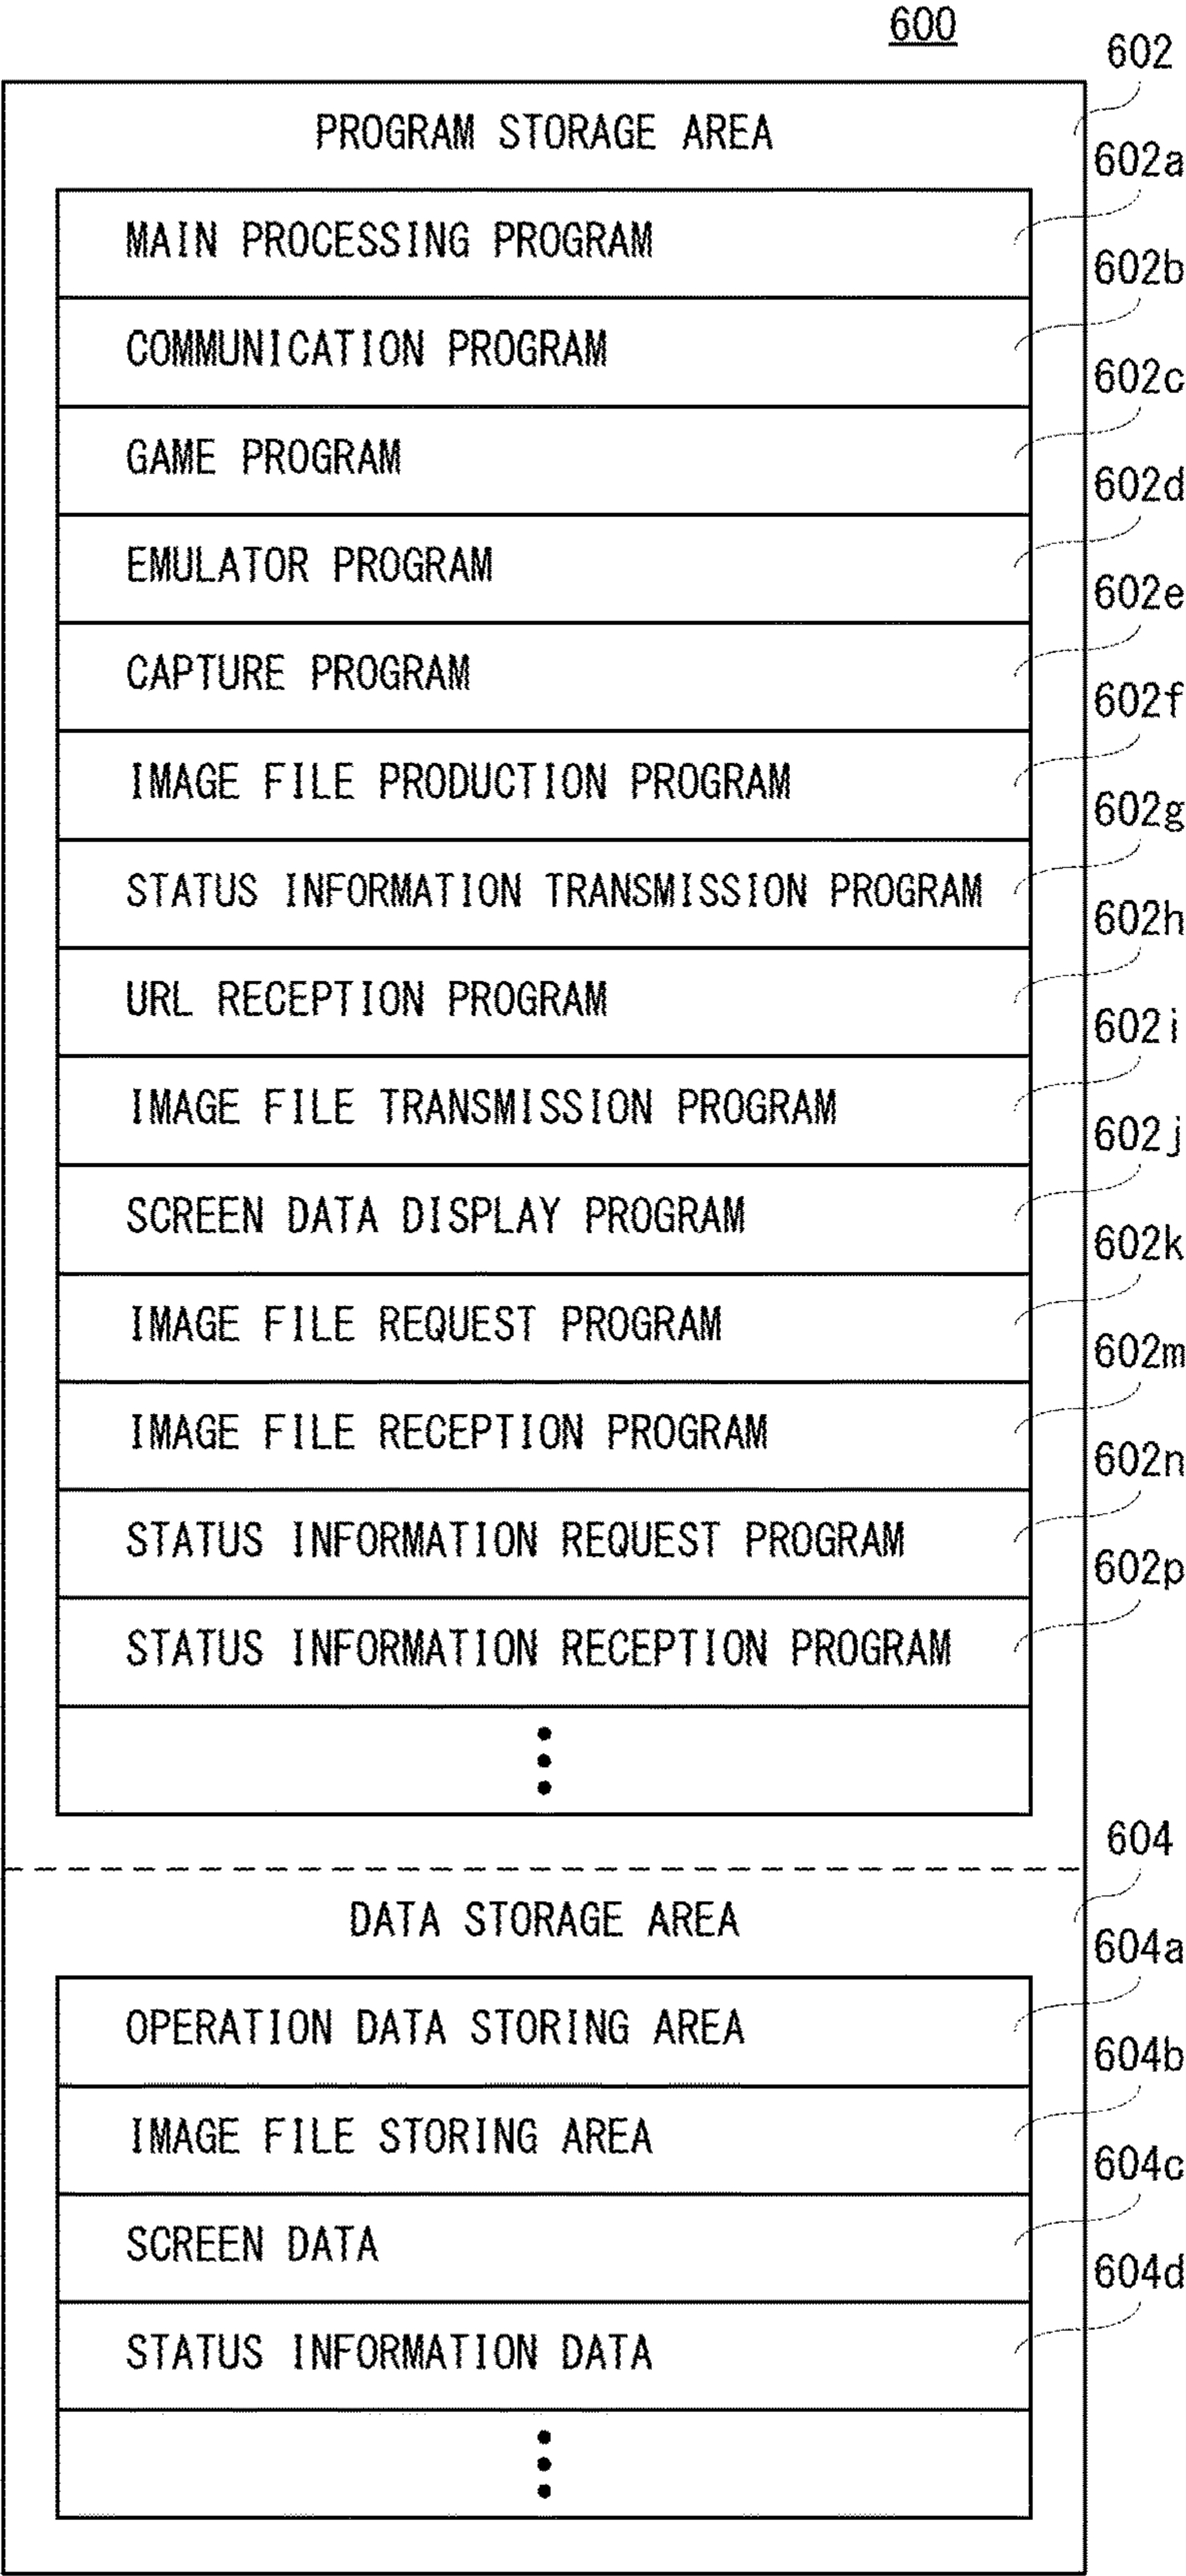 600
602
PROGRAM STORAGE AREA
602a
MAIN PROCESSING PROGRAM
602b
COMMUNICATION PROGRAM
602c
GAME PROGRAM
602d
EMULATOR PROGRAM
602e
CAPTURE PROGRAM
602f
IMAGE FILE PRODUCTION PROGRAM
602g
STATUS INFORMATION TRANSMISSION PROGRAM
602h
URL RECEPTION PROGRAM
602i
IMAGE FILE TRANSMISSION PROGRAM
602j
SCREEN DATA DISPLAY PROGRAM
602k
IMAGE FILE REQUEST PROGRAM
602m
IMAGE FILE RECEPTION PROGRAM
602n
STATUS INFORMATION REQUEST PROGRAM
602p
STATUS INFORMATION RECEPTION PROGRAM
604
DATA STORAGE AREA
604a
OPERATION DATA STORING AREA
604b
IMAGE FILE STORING AREA
604c
SCREEN DATA
604d
STATUS INFORMATION DATA